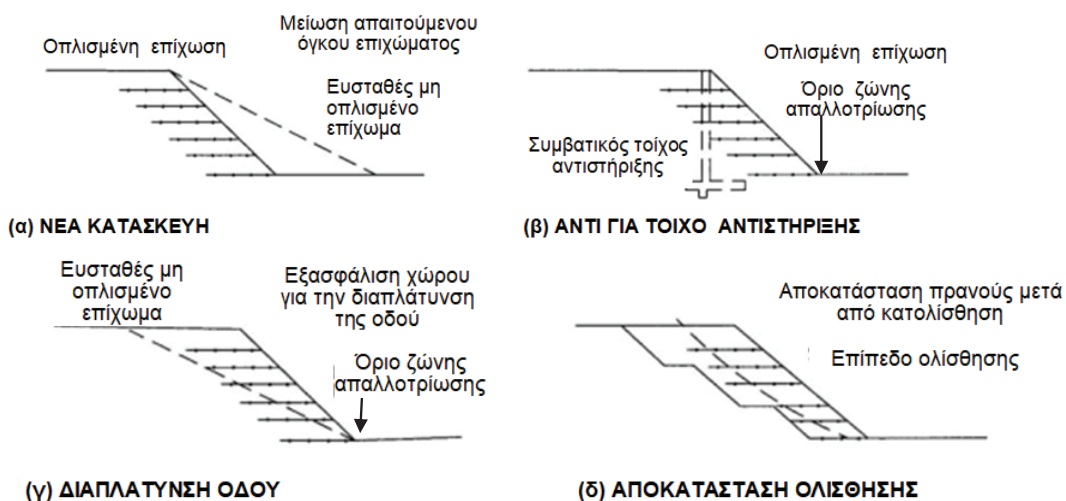 Οπλισμένη επίχωση
Μείωση απαιτούμενου
όγκου επιχώματος
Ευσταθές μη
οπλισμένο
επίχωμα
(α) ΝΕΑ ΚΑΤΑΣΚΕΥΗ
Οπλισμένη επίχωση
Όριο ζώνης
απαλλοτρίωσης
Συμβατικός τοίχος
αντιστήριξης
(β) ΑΝΤΙ ΓΙΑ ΤΟΙΧΟ ΑΝΤΙΣΤΗΡΙΞΗΣ
Ευσταθές μη
οπλισμένο
επίχωμα
Εξασφάλιση χώρου
για την διαπλάτυνση
της οδού
Όριο ζώνης
απαλλοτρίωσης
(γ) ΔΙΑΠΛΑΤΥΝΣΗ ΟΔΟΥ
Αποκατάσταση πρανούς μετά
από κατολίσθηση
Επίπεδο ολίσθησης
(δ) ΑΠΟΚΑΤΑΣΤΑΣΗ ΟΛΙΣΘΗΣΗΣ